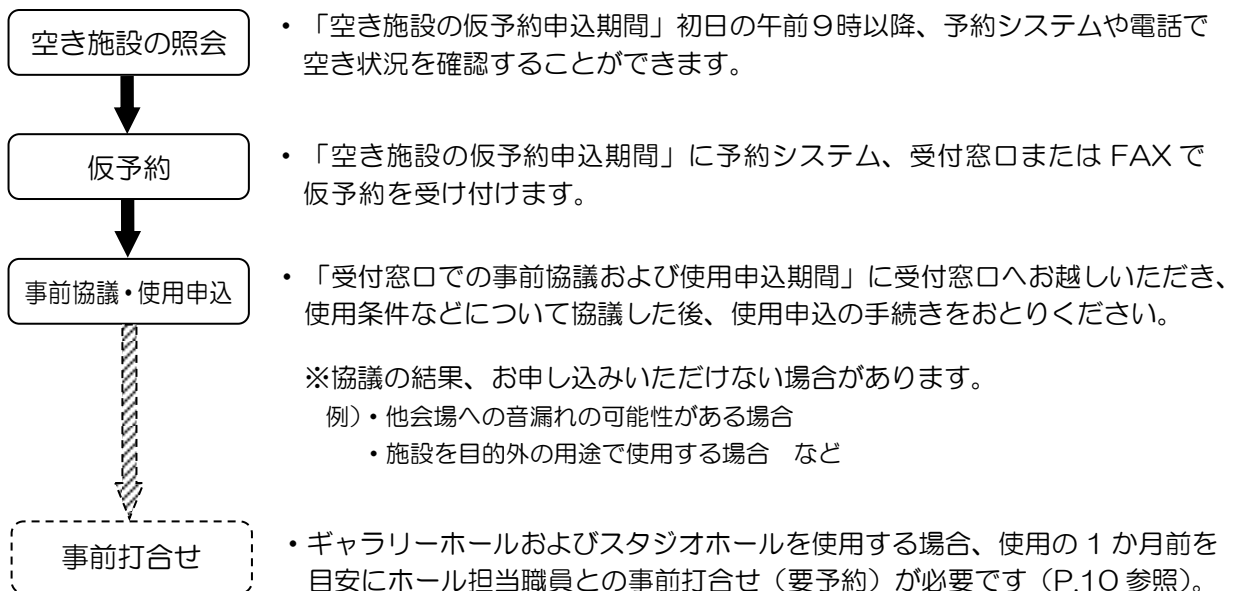 空き施設の照会
・「空き施設の仮予約申込期間」初日の午前９時以降、予約システムや電話で
空き状況を確認することができます。
仮予約
・「空き施設の仮予約申込期間」に予約システム、受付窓口または FAX で
仮予約を受け付けます。
事前協議・使用申込
・「受付窓口での事前協議および使用申込期間」に受付窓口へお越しいただき、
使用条件などについて協議した後、使用申込の手続きをおとりください。
※協議の結果、お申し込みいただけない場合があります。
例）・他会場への音漏れの可能性がある場合
・施設を目的外の用途で使用する場合　など
事前打合せ
・ギャラリーホールおよびスタジオホールを使用する場合、使用の 1 か月前を
目安にホール担当職員との事前打合せ（要予約）が必要です（P.10 参照）。